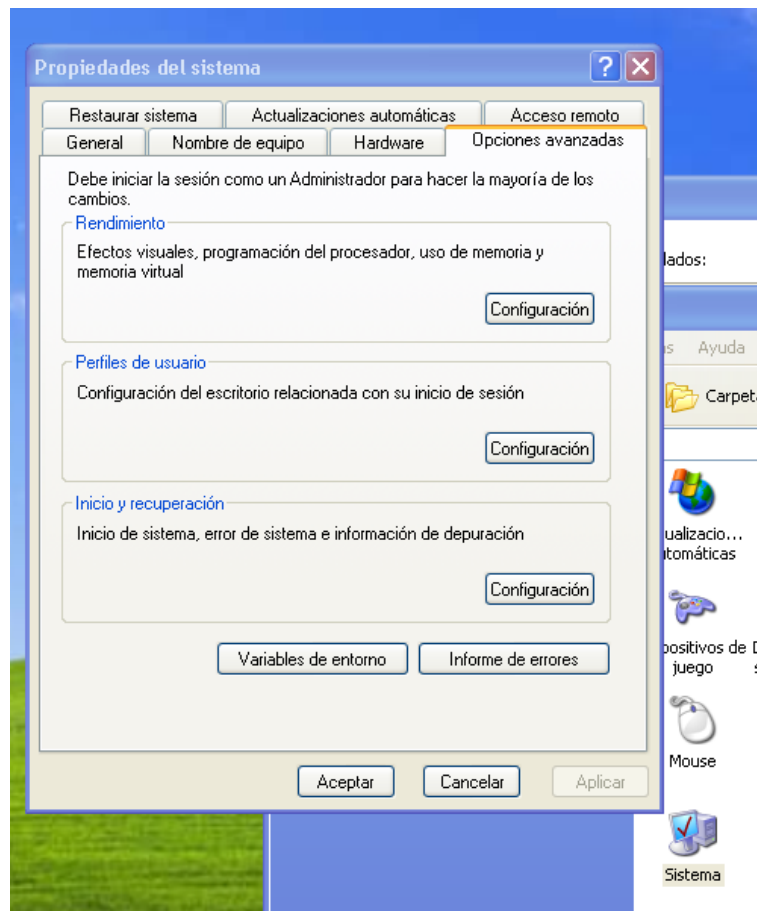 Propiedades del sistema
Restaurar sistema
Actualizaciones automáticas
Acceso remoto
General
Nombre de equipo
Hardware
Opciones avanzadas
Debe iniciar la sesión como un Administrador para hacer la mayoría de los
cambios.
Rendimiento
Efectos visuales, programación del procesador, uso de memoria y
memoria virtual
Configuración
Perfiles de usuario
Configuración del escritorio relacionada con su inicio de sesión
Configuración
Inicio y recuperación
Inicio de sistema, error de sistema e información de depuración
Configuración
Variables de entorno
Informe de errores
Aceptar
Cancelar
Aplicar
lados:
as Ayuda
Carpet
ualizacio...
tomáticas
positivos de
juego
Mouse
Sistema